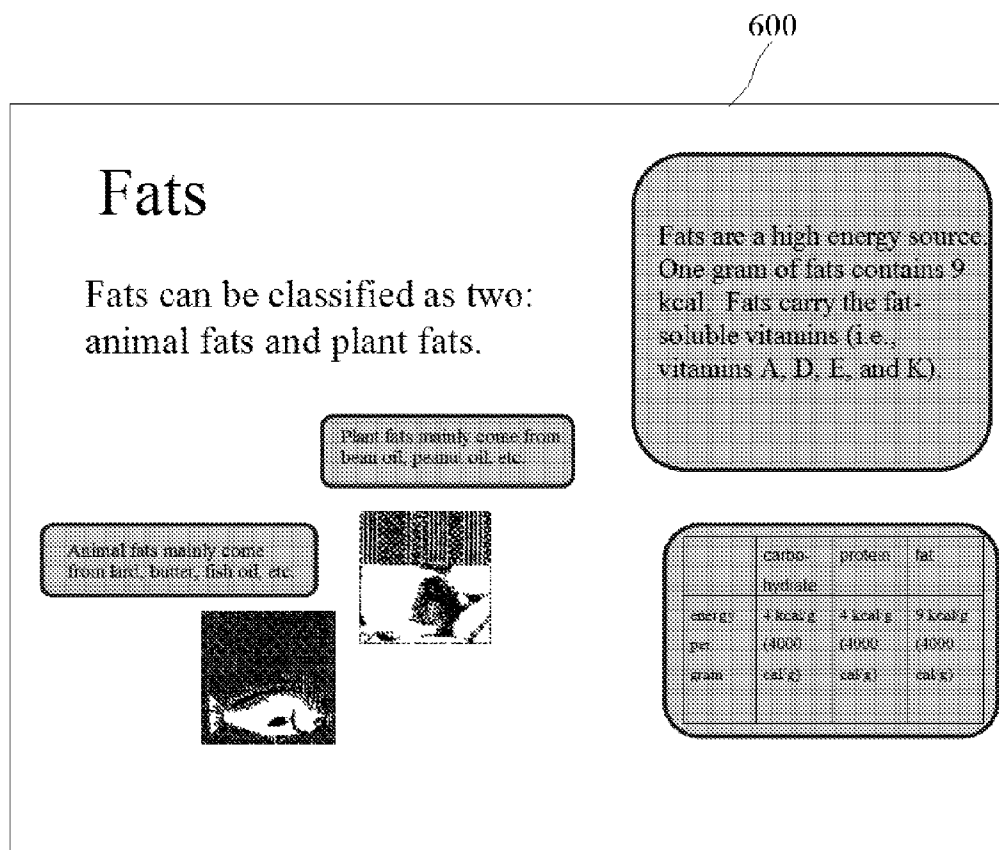 600
Fats
Fats can be classified as two:
animal fats and plant fats.
Fats are a high energy source.
One gram of fats contains 9
kcal. Fats carry the fat-
soluble vitamins (i.e.,
vitamins A, D, E, and K).
Plant fats mainly come from
bean oil, peanut oil, etc.
Animal fats mainly come
from lard, butter, fish oil, etc.
carbo- protein fat
hydrate
energy 4 kcal/g 4 kcal/g 9 kcal/g
per (4000 (4000 (4000
gram cal/g) cal/g) cal/g)